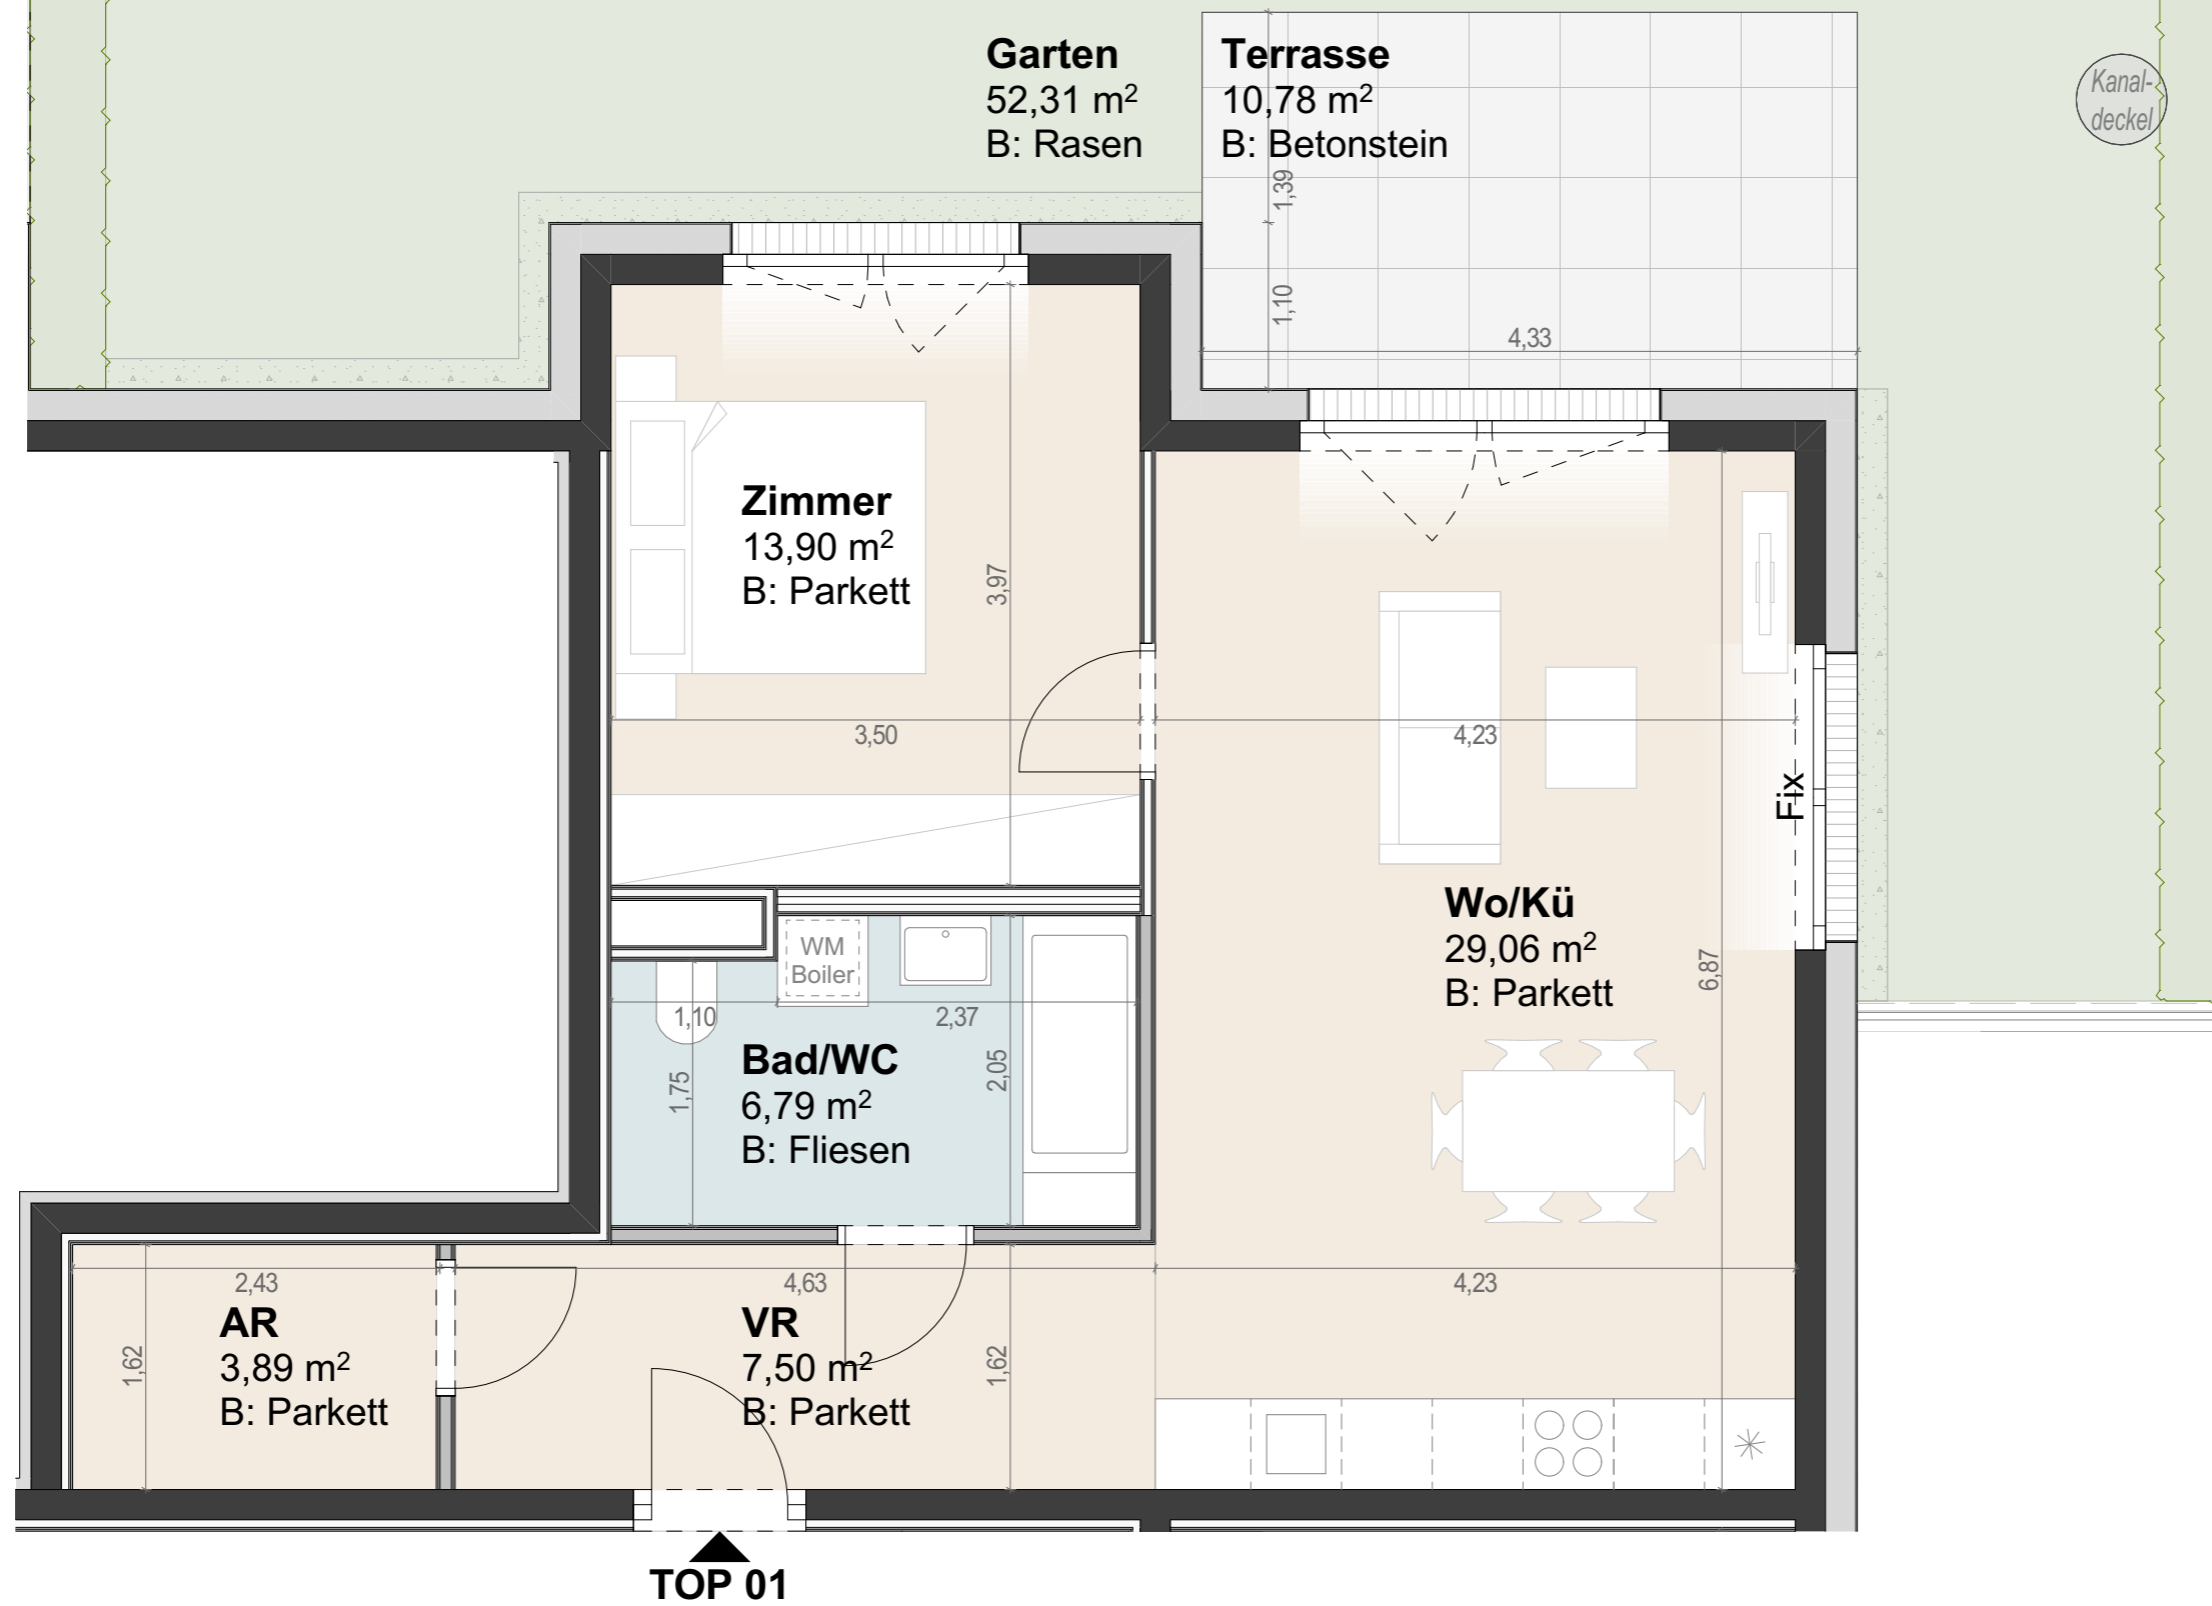 Garten
52,31 m²
B: Rasen
Terrasse
10,78 m²
B: Betonstein
Kanal-
deckel
1,39
1,10
4,33
Zimmer
13,90 m²
B: Parkett
3,97
3,50
4,23
Fix
Wo/Kü
29,06 m²
B: Parkett
6,87
WM
Boiler
1,10
2,37
Bad/WC
6,79 m²
B: Fliesen
1,75
2,05
2,43
4,63
4,23
AR
3,89 m²
B: Parkett
1,62
VR
7,50 m²
B: Parkett
1,62
TOP 01